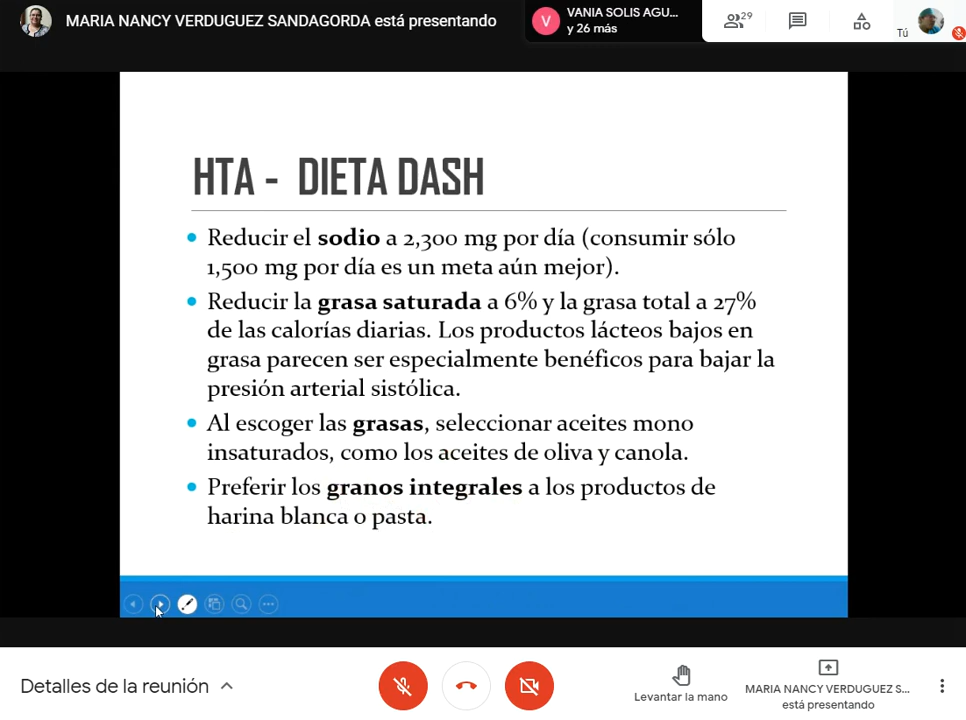 MARIA NANCY VERDUGUEZ SANDAGORDA está presentando
V
VANIA SOLIS AGU...
y 26 más
29
Tú
HTA - DIETA DASH
Reducir el sodio a 2,300 mg por día (consumir sólo
1,500 mg por día es un meta aún mejor).
Reducir la grasa saturada a 6% y la grasa total a 27%
de las calorías diarias. Los productos lácteos bajos en
grasa parecen ser especialmente benéficos para bajar la
presión arterial sistólica.
Al escoger las grasas, seleccionar aceites mono
insaturados, como los aceites de oliva y canola.
Preferir los granos integrales a los productos de
harina blanca o pasta.
Detalles de la reunión
Levantar la mano
MARIA NANCY VERDUGUEZ S...
está presentando